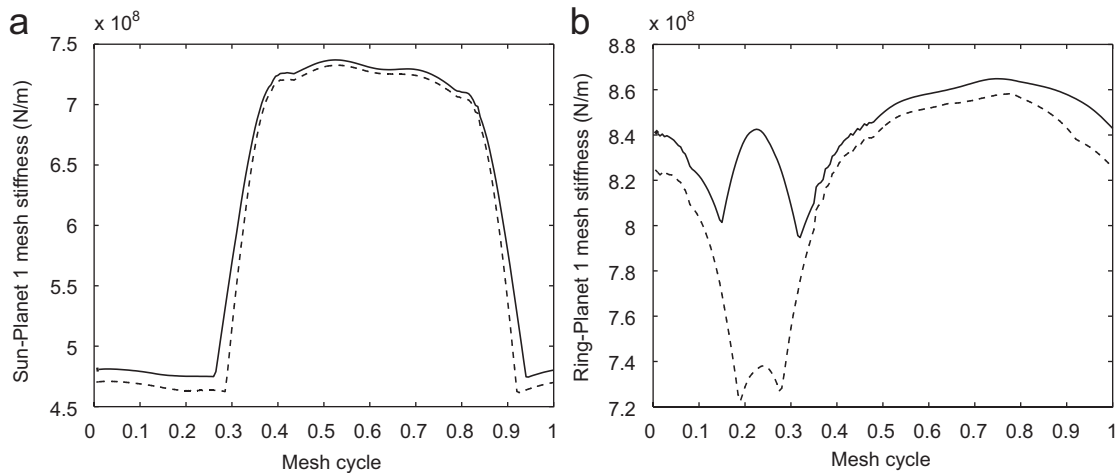 a
x 10⁸
7.5
7
6.5
6
5.5
5
4.5
Sun-Planet 1 mesh stiffness (N/m)
0 0.1 0.2 0.3 0.4 0.5 0.6 0.7 0.8 0.9 1
Mesh cycle
b
x 10⁸
8.8
8.6
8.4
8.2
8
7.8
7.6
7.4
7.2
Ring-Planet 1 mesh stiffness (N/m)
0 0.1 0.2 0.3 0.4 0.5 0.6 0.7 0.8 0.9 1
Mesh cycle